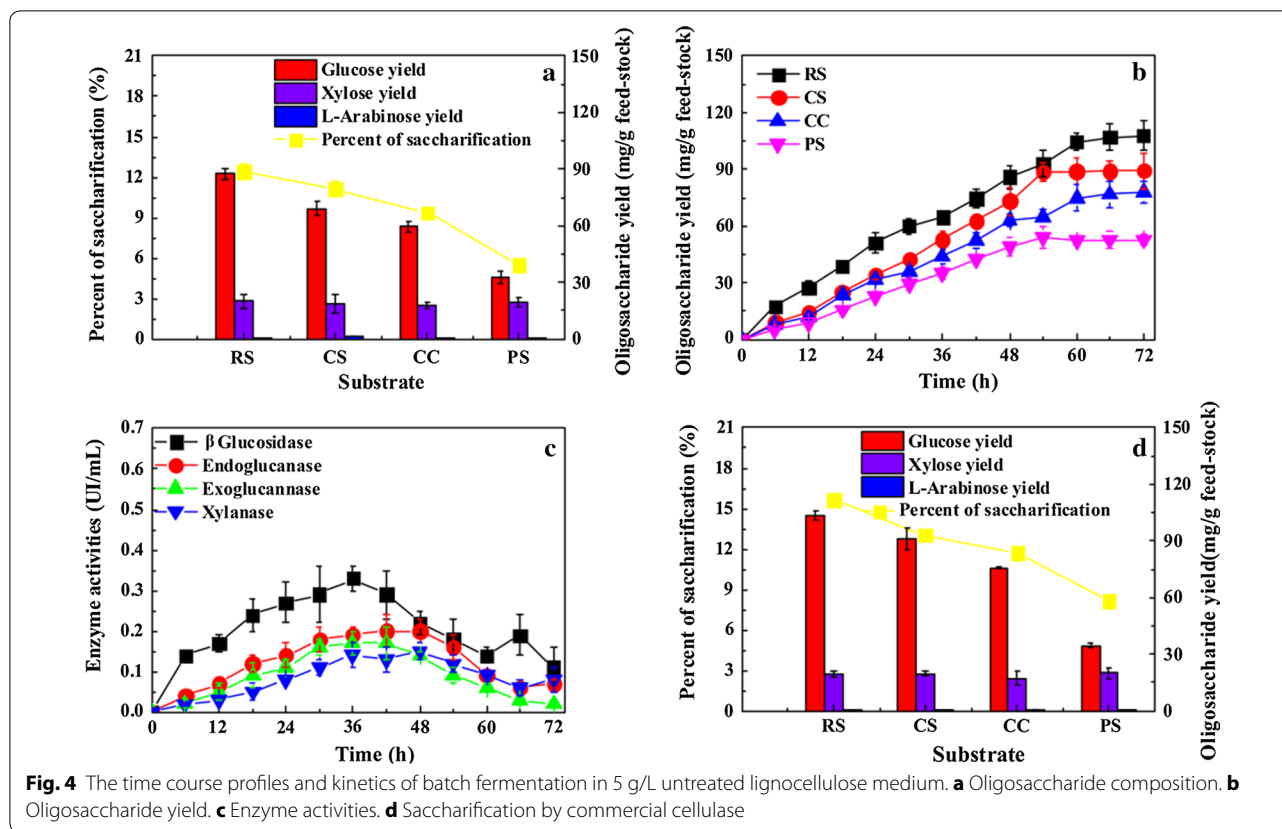 a
Glucose yield
Xylose yield
L-Arabinose yield
Percent of saccharification
Percent of saccharification (%)
21
18
15
12
9
6
3
0
RS CS CC PS
Substrate
150
120
90
60
30
0
Oligosaccharide yield (mg/g feed-stock)
b
RS
CS
CC
PS
Oligosaccharide yield (mg/g feed-stock)
150
120
90
60
30
0
0 12 24 36 48 60 72
Time (h)
c
β Glucosidase
Endoglucanase
Exoglucannase
Xylanase
Enzyme activities (UI/mL)
0.7
0.6
0.5
0.4
0.3
0.2
0.1
0.0
0 12 24 36 48 60 72
Time (h)
d
Glucose yield
Xylose yield
L-Arabinose yield
Percent of saccharification
Percent of saccharification (%)
21
18
15
12
9
6
3
0
RS CS CC PS
Substrate
150
120
90
60
30
0
Oligosaccharide yield(mg/g feed-stock)
Fig. 4 The time course profiles and kinetics of batch fermentation in 5 g/L untreated lignocellulose medium. a Oligosaccharide composition. b
Oligosaccharide yield. c Enzyme activities. d Saccharification by commercial cellulase